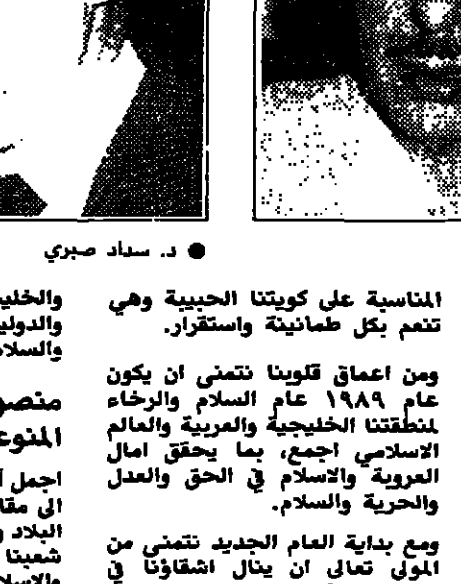 ● د. سداد صبري
المناسبة على كويتنا الحبيبة وهي
تنعم بكل طمانينة واستقرار.
ومن اعماق قلوبنا نتمنى ان يكون
عام ١٩٨٩ عام السلام والرخاء
لمنطقتنا الخليجية والعربية والعالم
الاسلامي اجمع، بما يحقق امال
العروبة والاسلام في الحق والعدل
والحرية والسلام.
ومع بداية العام الجديد نتمنى من
المولى تعالى ان ينال اشقاؤنا في
والخليج
والدولية
والسلام
منصو
المنوع
اجمل
الى مقا
البلاد و
شعبنا
والاسلا